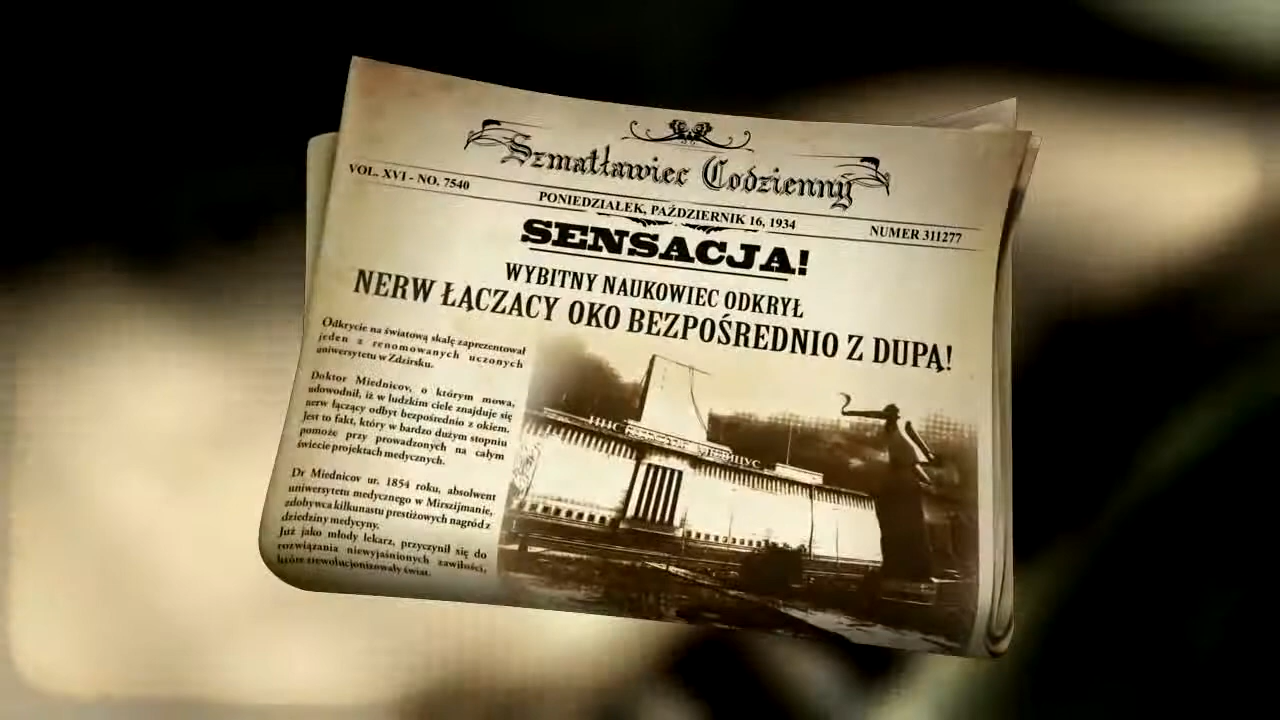 Szmatławiec Codzienny
VOL. XVI - NO. 7540
PONIEDZIAŁEK, PAŹDZIERNIK 16, 1934
NUMER 311277
SENSACJA!
WYBITNY NAUKOWIEC ODKRYŁ
NERW ŁĄCZACY OKO BEZPOŚREDNIO Z DUPĄ!
Odkrycie na światową skalę zaprezentował
jeden z renomowanych uczonych
uniwersytetu w Zdzirsku.
Doktor Miednicov, o którym mowa,
udowodnił, iż w ludzkim ciele znajduje się
nerw łączący odbyt bezpośrednio z okiem.
Jest to fakt, który w bardzo dużym stopniu
pomoże przy prowadzonych na całym
świecie projektach medycznych.
Dr Miednicov ur. 1854 roku, absolwent
uniwersytetu medycznego w Mirszijmanie,
zdobywca kilkunastu prestiżowych nagród z
dziedziny medycyny.
Już jako młody lekarz, przyczynił się do
rozwiązania niewyjaśnionych zawiłości,
które zrewolucjonizowały świat.